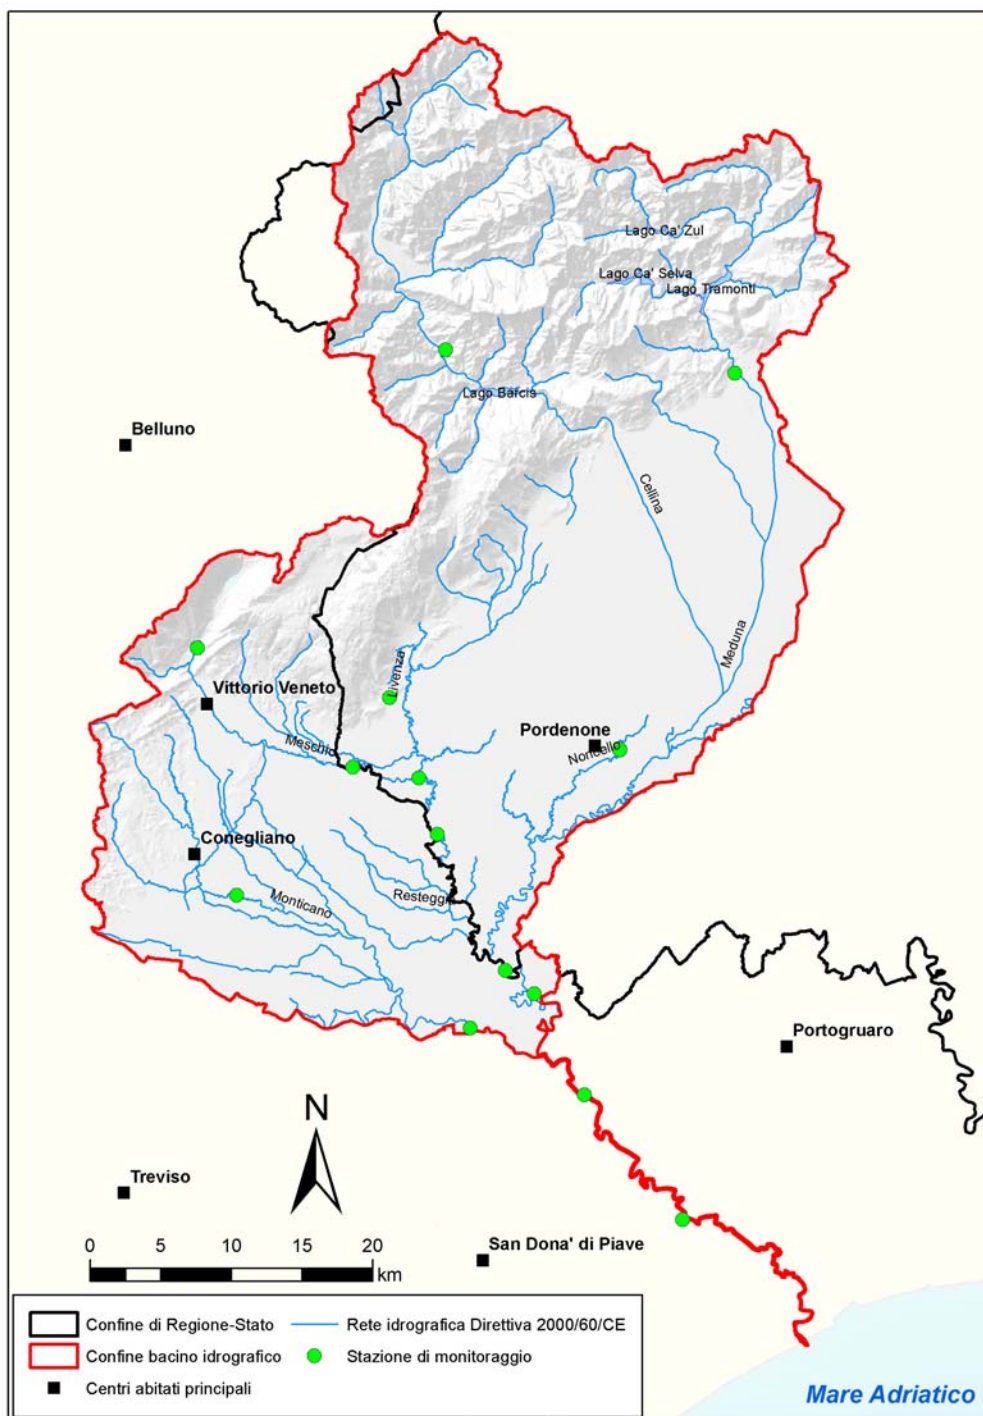 Lago Ca' Zul
Lago Ca' Selva
Lago Tramonti
Lago Barcis
Belluno
Cellina
Meduna
Livenza
Vittorio Veneto
Pordenone
Noncello
Meschio
Conegliano
Resteggia
Monticano
Portogruaro
N
Treviso
San Dona' di Piave
0 5 10 15 20
km
Confine di Regione-Stato
Rete idrografica Direttiva 2000/60/CE
Confine bacino idrografico
Stazione di monitoraggio
Centri abitati principali
Mare Adriatico